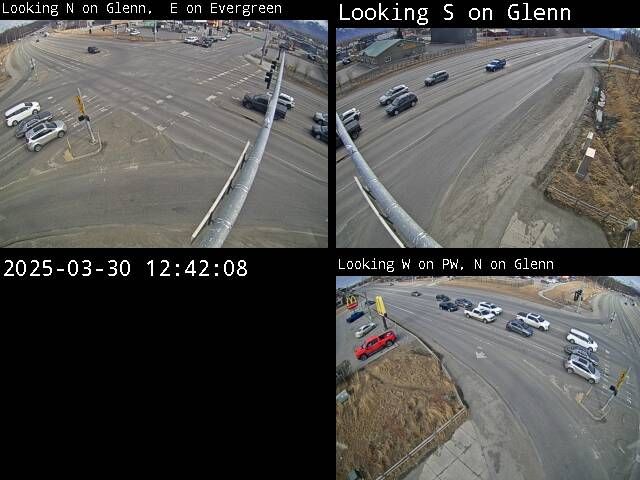 Looking N on Glenn,  E on Evergreen
Looking S on Glenn
2025-03-30 12:42:08
Looking W on PW, N on Glenn